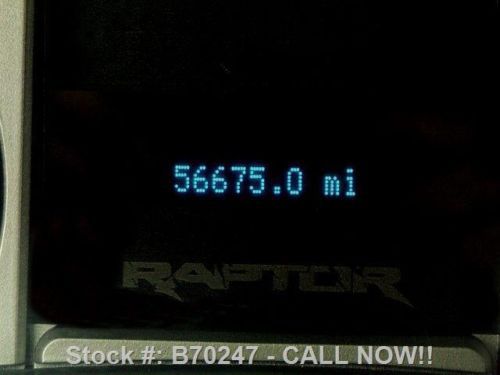 56675.0 mi
RAPTOR
Stock #: B70247 - CALL NOW!!